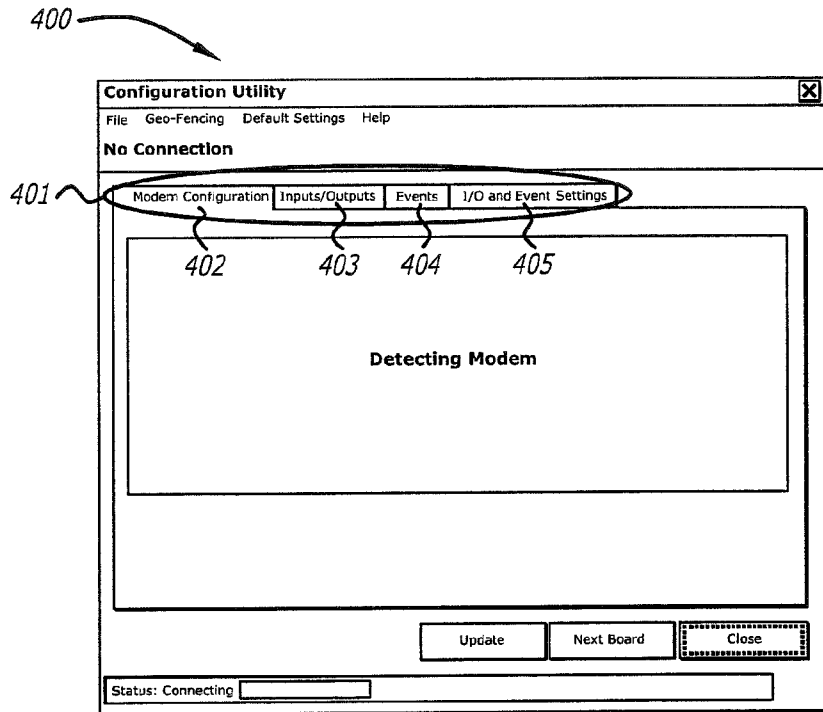 400
Configuration Utility
File Geo-Fencing Default Settings Help
No Connection
401
Modem Configuration Inputs/Outputs Events I/O and Event Settings
402 403 404 405
Detecting Modem
Update Next Board Close
Status: Connecting